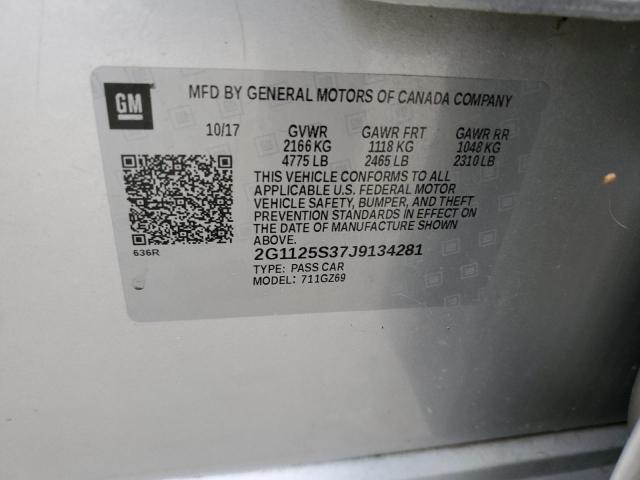 GM
MFD BY GENERAL MOTORS OF CANADA COMPANY
10/17 GVWR GAWR FRT GAWR RR
2166 KG 1118 KG 1048 KG
4775 LB 2465 LB 2310 LB
THIS VEHICLE CONFORMS TO ALL
APPLICABLE U.S. FEDERAL MOTOR
VEHICLE SAFETY, BUMPER, AND THEFT
PREVENTION STANDARDS IN EFFECT ON
THE DATE OF MANUFACTURE SHOWN
ABOVE.
636R
2G1125S37J9134281
TYPE: PASS CAR
MODEL: 711GZ69